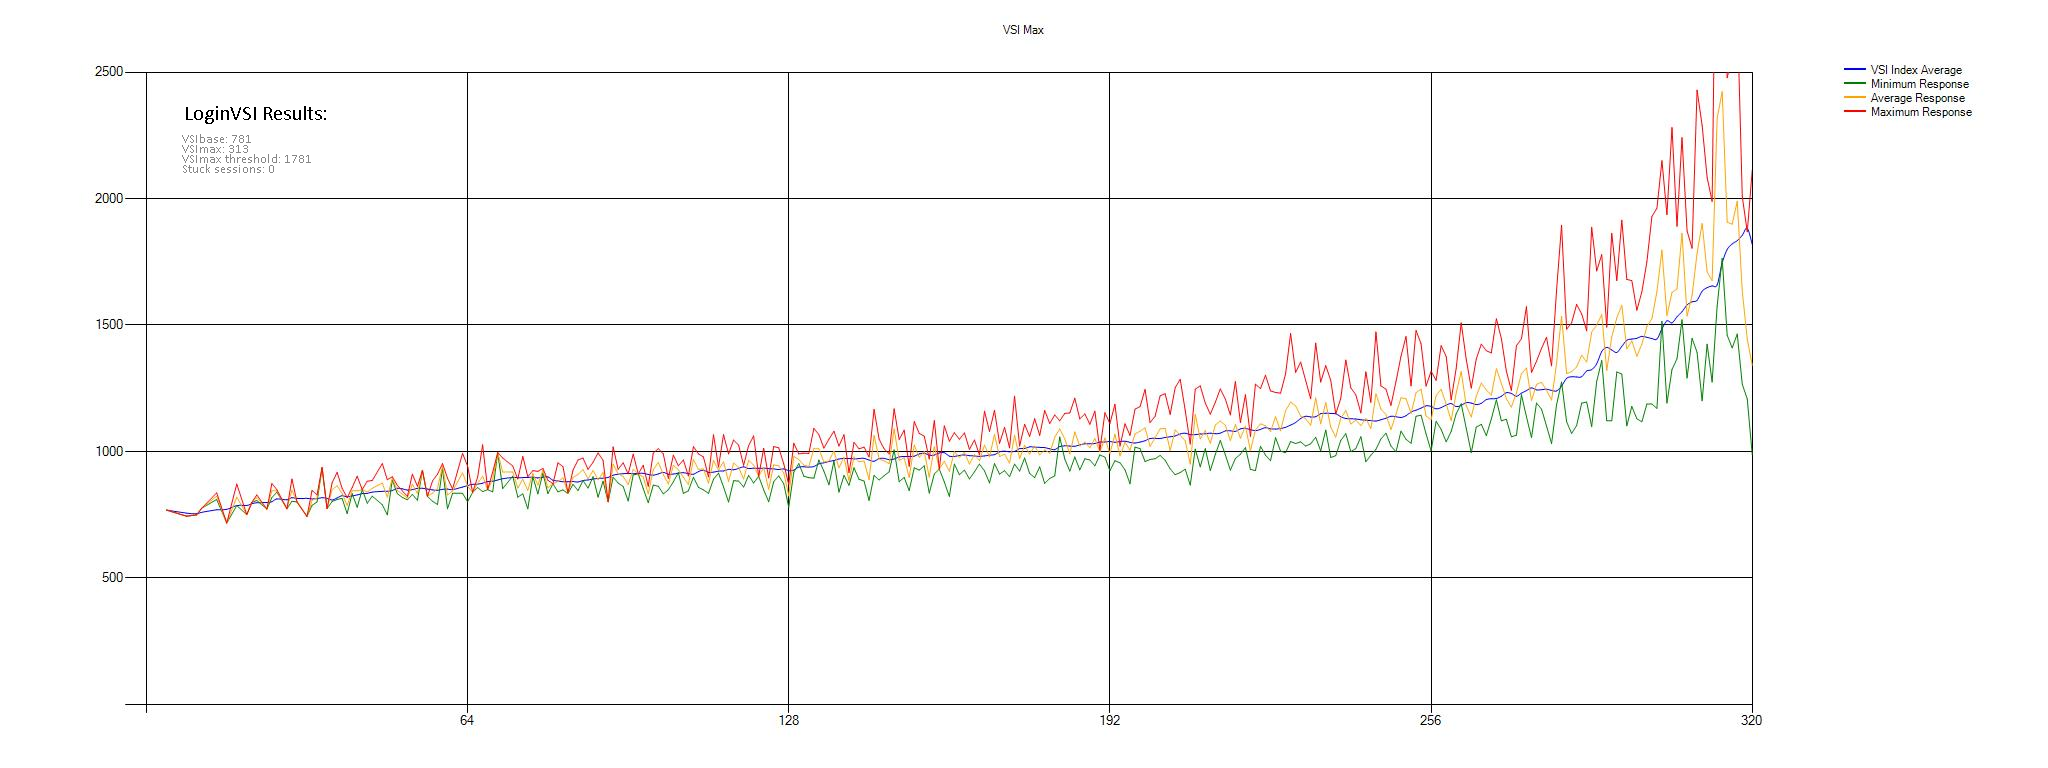 VSI Max
2500
2000
1500
1000
500
LoginVSI Results:
VSIbase: 781
VSImax: 313
VSImax threshold: 1781
Stuck sessions: 0
VSI Index Average
Minimum Response
Average Response
Maximum Response
64
128
192
256
320